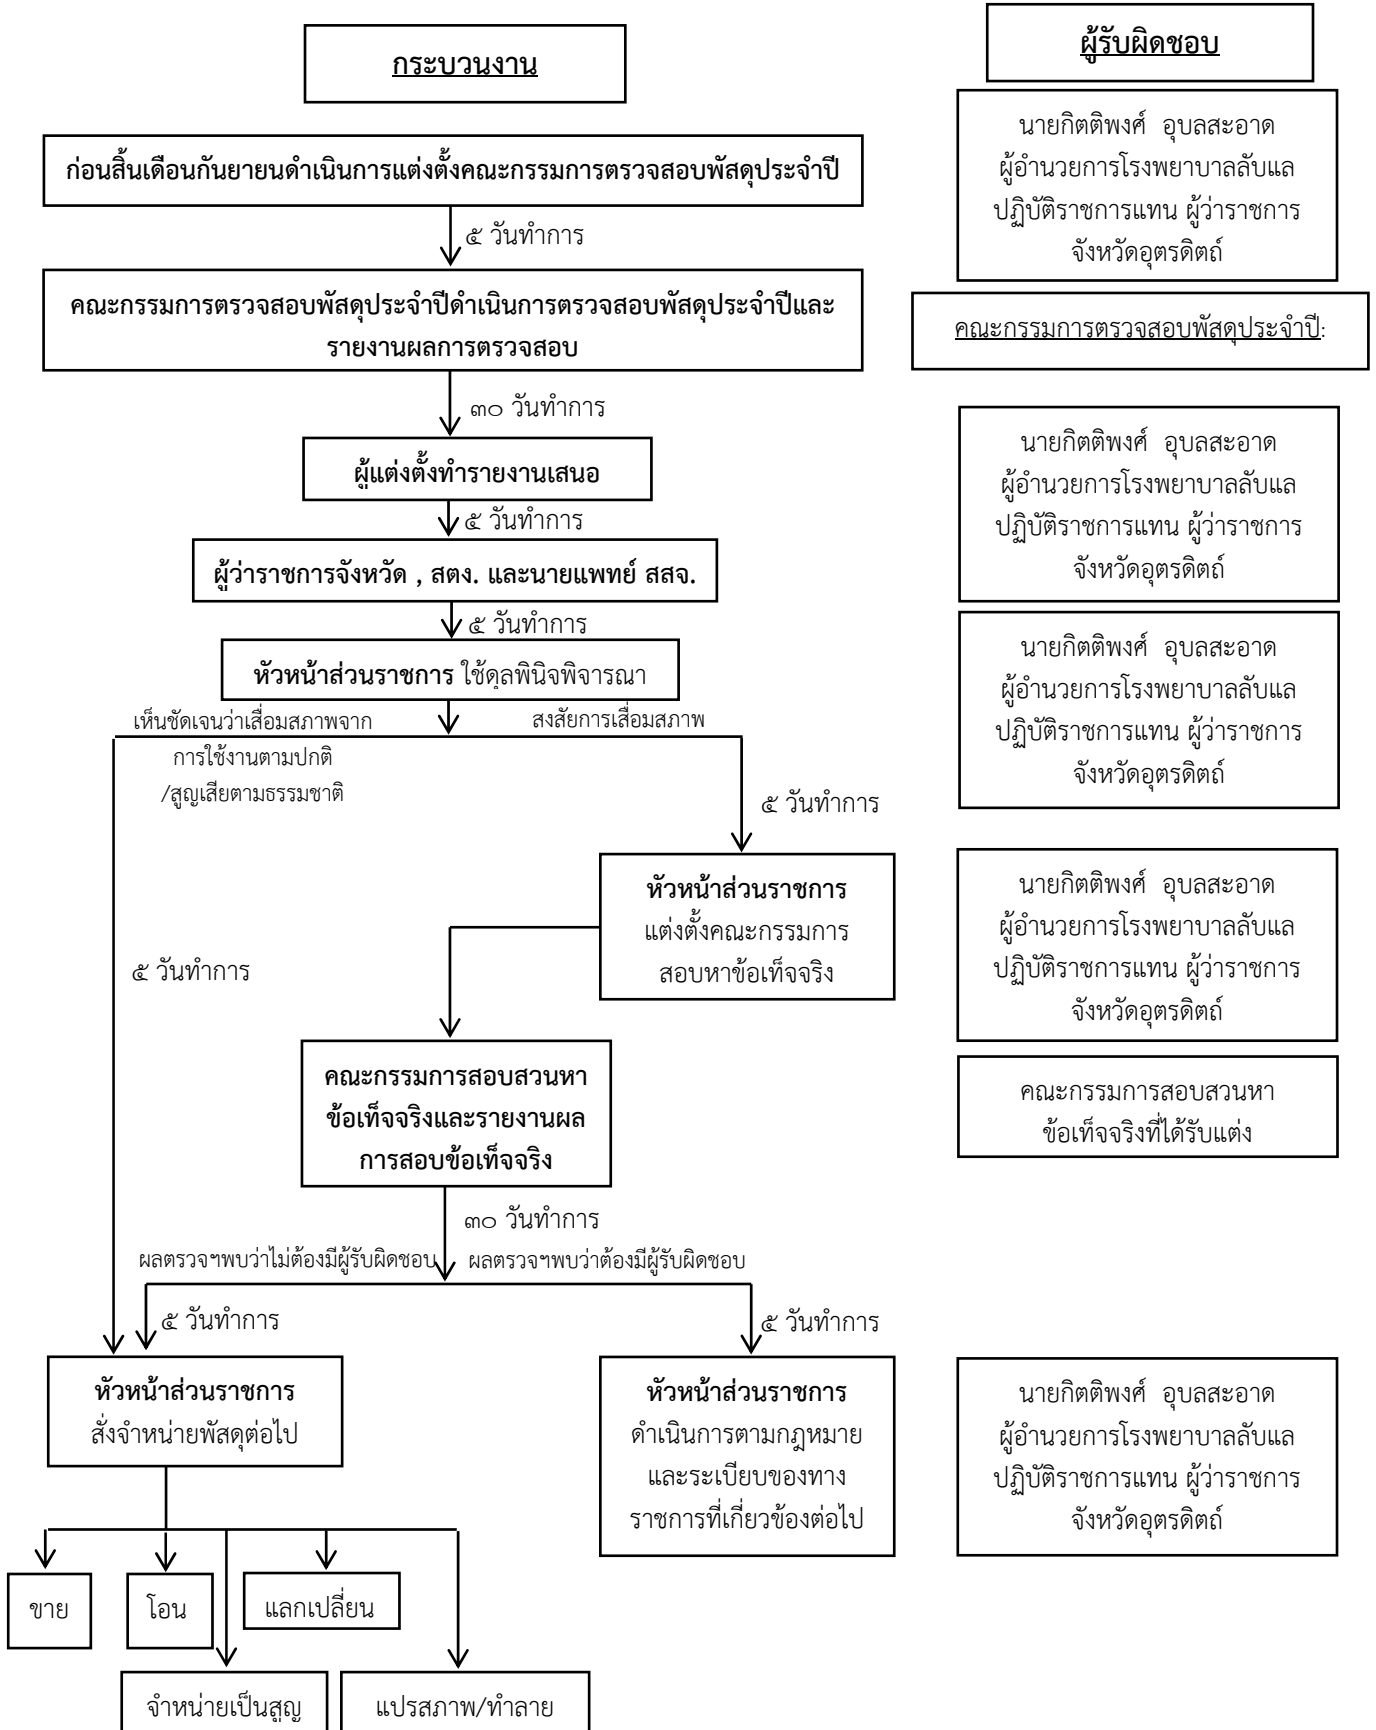 กระบวนงาน
ผู้รับผิดชอบ
ก่อนสิ้นเดือนกันยายนดำเนินการแต่งตั้งคณะกรรมการตรวจสอบพัสดุประจำปี
นายกิตติพงศ์ อุบลสะอาด
ผู้อำนวยการโรงพยาบาลลับแล
ปฏิบัติราชการแทน ผู้ว่าราชการ
จังหวัดอุตรดิตถ์
๕ วันทำการ
คณะกรรมการตรวจสอบพัสดุประจำปีดำเนินการตรวจสอบพัสดุประจำปีและ
รายงานผลการตรวจสอบ
คณะกรรมการตรวจสอบพัสดุประจำปี:
๓๐ วันทำการ
ผู้แต่งตั้งทำรายงานเสนอ
นายกิตติพงศ์ อุบลสะอาด
ผู้อำนวยการโรงพยาบาลลับแล
ปฏิบัติราชการแทน ผู้ว่าราชการ
จังหวัดอุตรดิตถ์
๕ วันทำการ
ผู้ว่าราชการจังหวัด , สตง. และนายแพทย์ สสจ.
๕ วันทำการ
หัวหน้าส่วนราชการ ใช้ดุลพินิจพิจารณา
นายกิตติพงศ์ อุบลสะอาด
ผู้อำนวยการโรงพยาบาลลับแล
ปฏิบัติราชการแทน ผู้ว่าราชการ
จังหวัดอุตรดิตถ์
เห็นชัดเจนว่าเสื่อมสภาพจาก
การใช้งานตามปกติ
/สูญเสียตามธรรมชาติ
สงสัยการเสื่อมสภาพ
๕ วันทำการ
หัวหน้าส่วนราชการ
แต่งตั้งคณะกรรมการ
สอบหาข้อเท็จจริง
นายกิตติพงศ์ อุบลสะอาด
ผู้อำนวยการโรงพยาบาลลับแล
ปฏิบัติราชการแทน ผู้ว่าราชการ
จังหวัดอุตรดิตถ์
๕ วันทำการ
คณะกรรมการสอบสวนหา
ข้อเท็จจริงและรายงานผล
การสอบข้อเท็จจริง
คณะกรรมการสอบสวนหา
ข้อเท็จจริงที่ได้รับแต่ง
๓๐ วันทำการ
ผลตรวจฯพบว่าไม่ต้องมีผู้รับผิดชอบ
ผลตรวจฯพบว่าต้องมีผู้รับผิดชอบ
๕ วันทำการ
๕ วันทำการ
หัวหน้าส่วนราชการ
สั่งจำหน่ายพัสดุต่อไป
หัวหน้าส่วนราชการ
ดำเนินการตามกฎหมาย
และระเบียบของทาง
ราชการที่เกี่ยวข้องต่อไป
นายกิตติพงศ์ อุบลสะอาด
ผู้อำนวยการโรงพยาบาลลับแล
ปฏิบัติราชการแทน ผู้ว่าราชการ
จังหวัดอุตรดิตถ์
ขาย
โอน
แลกเปลี่ยน
จำหน่ายเป็นสูญ
แปรสภาพ/ทำลาย